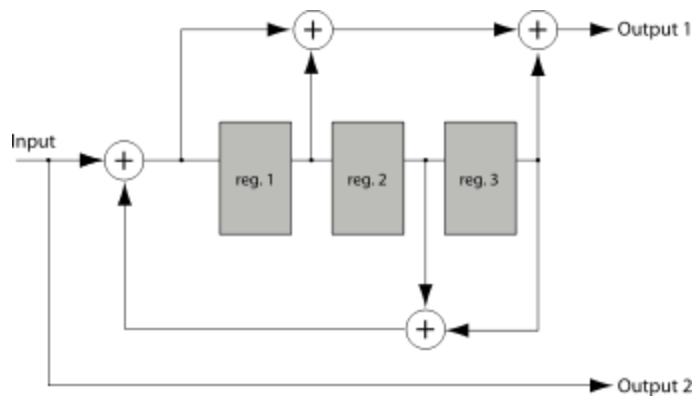 +
+
Output 1
Input
+
reg. 1
reg. 2
reg. 3
+
Output 2